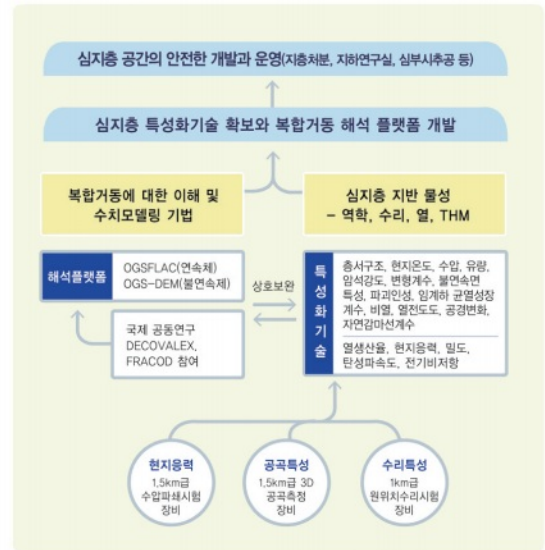 심지층 공간의 안전한 개발과 운영(지층처분, 지하연구실, 심부시추공 등)
심지층 특성화기술 확보와 복합거동 해석 플랫폼 개발
복합거동에 대한 이해 및
수치모델링 기법
심지층 지반 물성
– 역학, 수리, 열, THM
해석플랫폼
OGSFLAC(연속체)
OGS-DEM(불연속제)
국제 공동연구
DECOVALEX,
FRACOD 참여
상호보완
특성화기술
층서구조, 현지온도, 수압, 유량,
암석강도, 변형계수, 불연속면
특성, 파괴인성, 임계하 균열성장
계수, 비열, 열전도도, 공경변화,
자연감마선계수
열생산율, 현지응력, 밀도,
탄성파속도, 전기비저항
현지응력
1.5km급
수압파쇄시험
장비
공곡특성
1.5km급 3D
공곡측정
장비
수리특성
1km급
원위치수리시험
장비